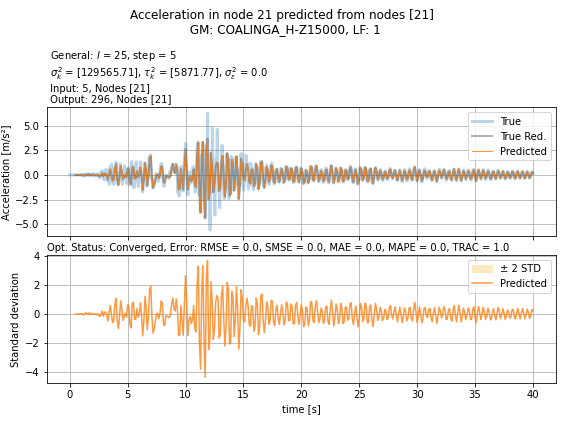 Acceleration in node 21 predicted from nodes [21]
GM: COALINGA_H-Z15000, LF: 1
General: l = 25, step = 5
σ²ₖ = [129565.71], τ²ₖ = [5871.77], σ²ε = 0.0
Input: 5, Nodes [21]
Output: 296, Nodes [21]
Acceleration [m/s²]
5.0
2.5
0.0
−2.5
−5.0
True
True Red.
Predicted
Opt. Status: Converged, Error: RMSE = 0.0, SMSE = 0.0, MAE = 0.0, MAPE = 0.0, TRAC = 1.0
Standard deviation
4
2
0
−2
−4
± 2 STD
Predicted
0 5 10 15 20 25 30 35 40
time [s]